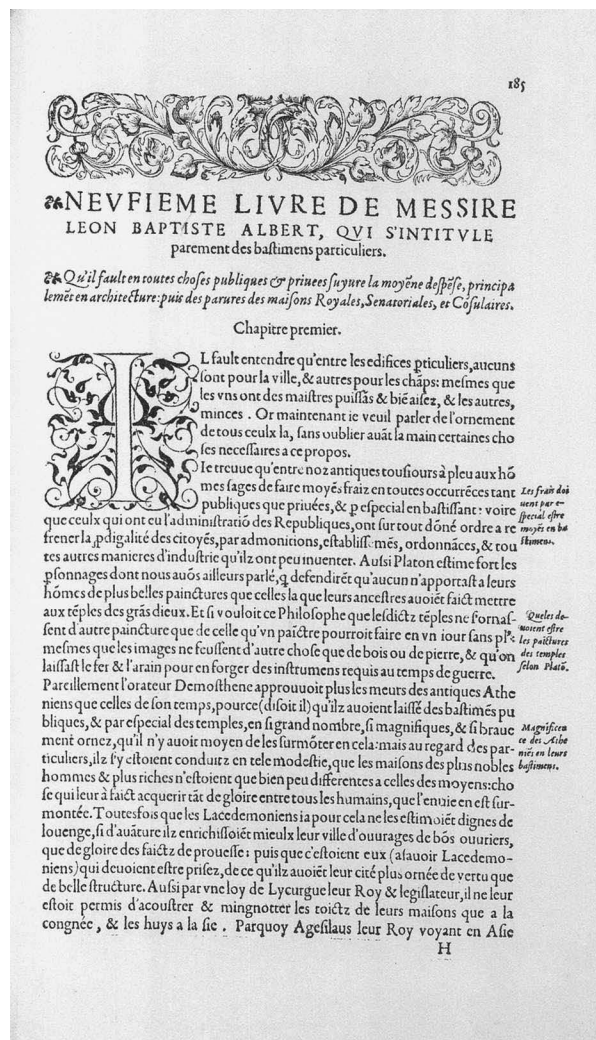 185
NEVFIEME LIVRE DE MESSIRE
LEON BAPTISTE ALBERT, QVI S'INTITVLE
parement des bastimens particuliers.
Qu'il fault en toutes choses publiques & priuees suyure la moyēne despēse, principa
lemēt en architecture: puis des parures des maisons Royales, Senatoriales, et Cōsulaires.
Chapitre premier.
IL fault entendre qu'entre les edifices pticuliers, aucuns
sont pour la ville, & autres pour les chāps: mesmes que
les vns ont des maistres puissās & biē aisez, & les autres,
minces. Or maintenant ie veuil parler de l'ornement
de tous ceulx la, sans oublier auāt la main certaines cho
ses necessaires a ce propos.
Ie treuue qu'entre noz antiques tousiours à pleu aux hō
mes sages de faire moyēs fraiz en toutes occurrēces tant
publiques que priuées, & p especial en bastissant: voire
que ceulx qui ont eu l'administratiō des Republiques, ont sur tout dōné ordre a re
frener la pdigalité des citoyēs, par admonitions, establissemēs, ordonnāces, & tou
tes autres manieres d'industrie qu'ilz ont peu inuenter. Aussi Platon estime fort les
psonnages dont nous auōs ailleurs parlé, q defendirēt qu'aucun n'apportast a leurs
hōmes de plus belles painctures que celles la que leurs ancestres auoiēt faict mettre
aux tēples des grās dieux. Et si vouloit ce Philosophe que lesdictz tēples ne fornas-
sent d'autre paincture que de celle qu'vn paīctre pourroit faire en vn iour sans pl9:
mesmes que les images ne feussent d'autre chose que de bois ou de pierre, & qu'on
laissast le fer & l'arain pour en forger des instrumens requis au temps de guerre.
Pareillement l'orateur Demosthene approuuoit plus les meurs des antiques Athe
niens que celles de son temps, pource (disoit il) qu'ilz auoient laissé des bastimēs pu
bliques, & par especial des temples, en si grand nombre, si magnifiques, & si braue
ment ornez, qu'il n'y auoit moyen de les surmōter en cela: mais au regard des par-
ticuliers, ilz s'y estoient conduitz en tele modestie, que les maisons des plus nobles
hommes & plus riches n'estoient que bien peu differentes a celles des moyens: cho
se qui leur à faict acquerir tāt de gloire entre tous les humains, que l'enuie en est sur-
montée. Toutesfois que les Lacedemoniens ia pour cela ne les estimoiēt dignes de
louenge, si d'auāture ilz enrichissoiēt mieulx leur ville d'ouurages de bōs ouuriers,
que de gloire des faictz de prouesse: puis que c'estoient eux (asauoir Lacedemo-
niens) qui deuoient estre prisez, de ce qu'ilz auoiēt leur cité plus ornée de vertu que
de belle structure. Aussi par vne loy de Lycurgue leur Roy & legislateur, il ne leur
estoit permis d'acoustrer & mingnotter les toictz de leurs maisons que a la
congnée, & les huys a la sie. Parquoy Agesilaus leur Roy voyant en Asie
H
Les frais doi
uent par e-
special estre
moyēs en ba
stimens.
Queles do-
uoient estre
les paīctures
des temples
selon Platō.
Magnificen
ce des Athe
niēs en leurs
bastimens.